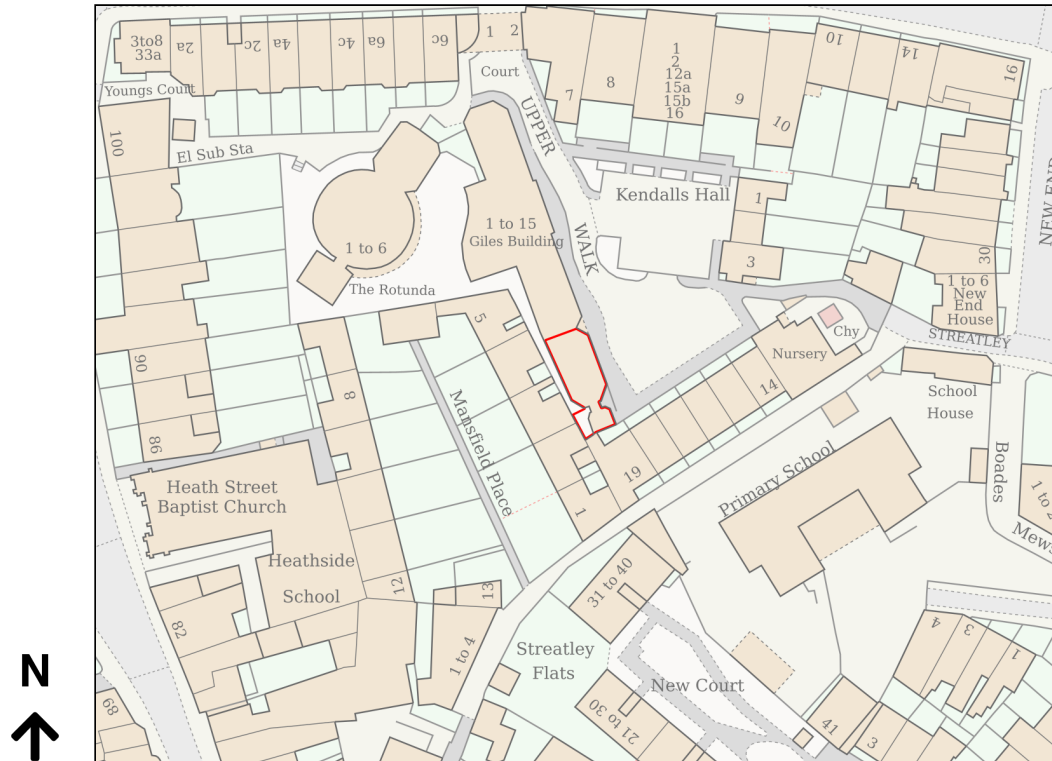 3to8
33a
2a
2c
4a
4c
6a
6c
1
2
Court
7
8
1
2
12a
15a
15b
16
9
10
10
14
16
Youngs Court
100
El Sub Sta
UPPER
WALK
Kendalls Hall
1
3
NEW END
30
1 to 6
New
End
House
1 to 15
Giles Building
1 to 6
The Rotunda
5
STREATLEY
Chy
Nursery
14
School
House
90
8
86
Mansfield Place
19
1
Primary School
Boades
Mews
1 to 2
Heath Street
Baptist Church
Heathside
School
12
13
82
1 to 4
31 to 40
Streatley
Flats
New Court
21 to 30
41
3
4
3
1
68
N